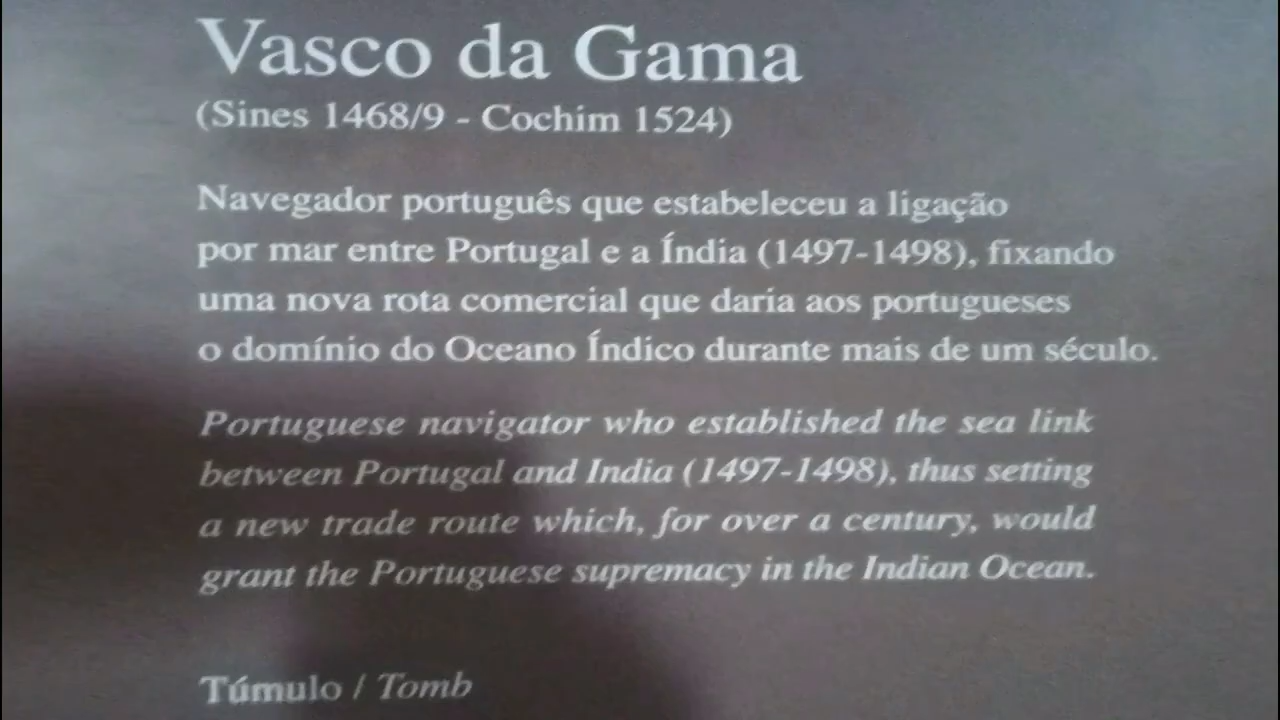 Vasco da Gama
(Sines 1468/9 - Cochim 1524)
Navegador português que estabeleceu a ligação
por mar entre Portugal e a Índia (1497-1498), fixando
uma nova rota comercial que daria aos portugueses
o domínio do Oceano Índico durante mais de um século.
Portuguese navigator who established the sea link
between Portugal and India (1497-1498), thus setting
a new trade route which, for over a century, would
grant the Portuguese supremacy in the Indian Ocean.
Túmulo / Tomb